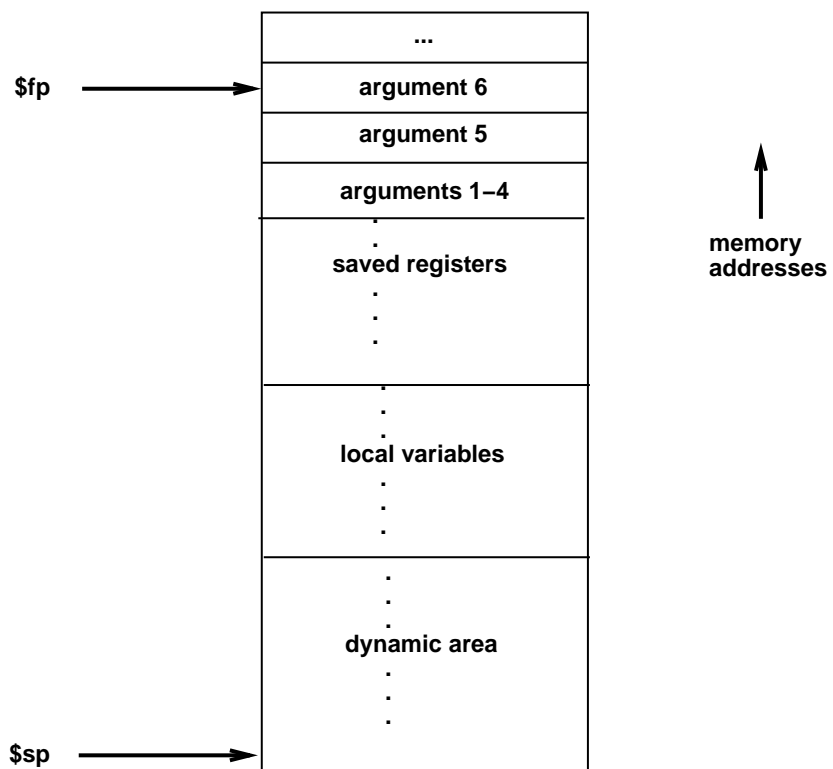 ...
$fp
argument 6
argument 5
arguments 1–4
memory
addresses
saved registers
local variables
dynamic area
$sp